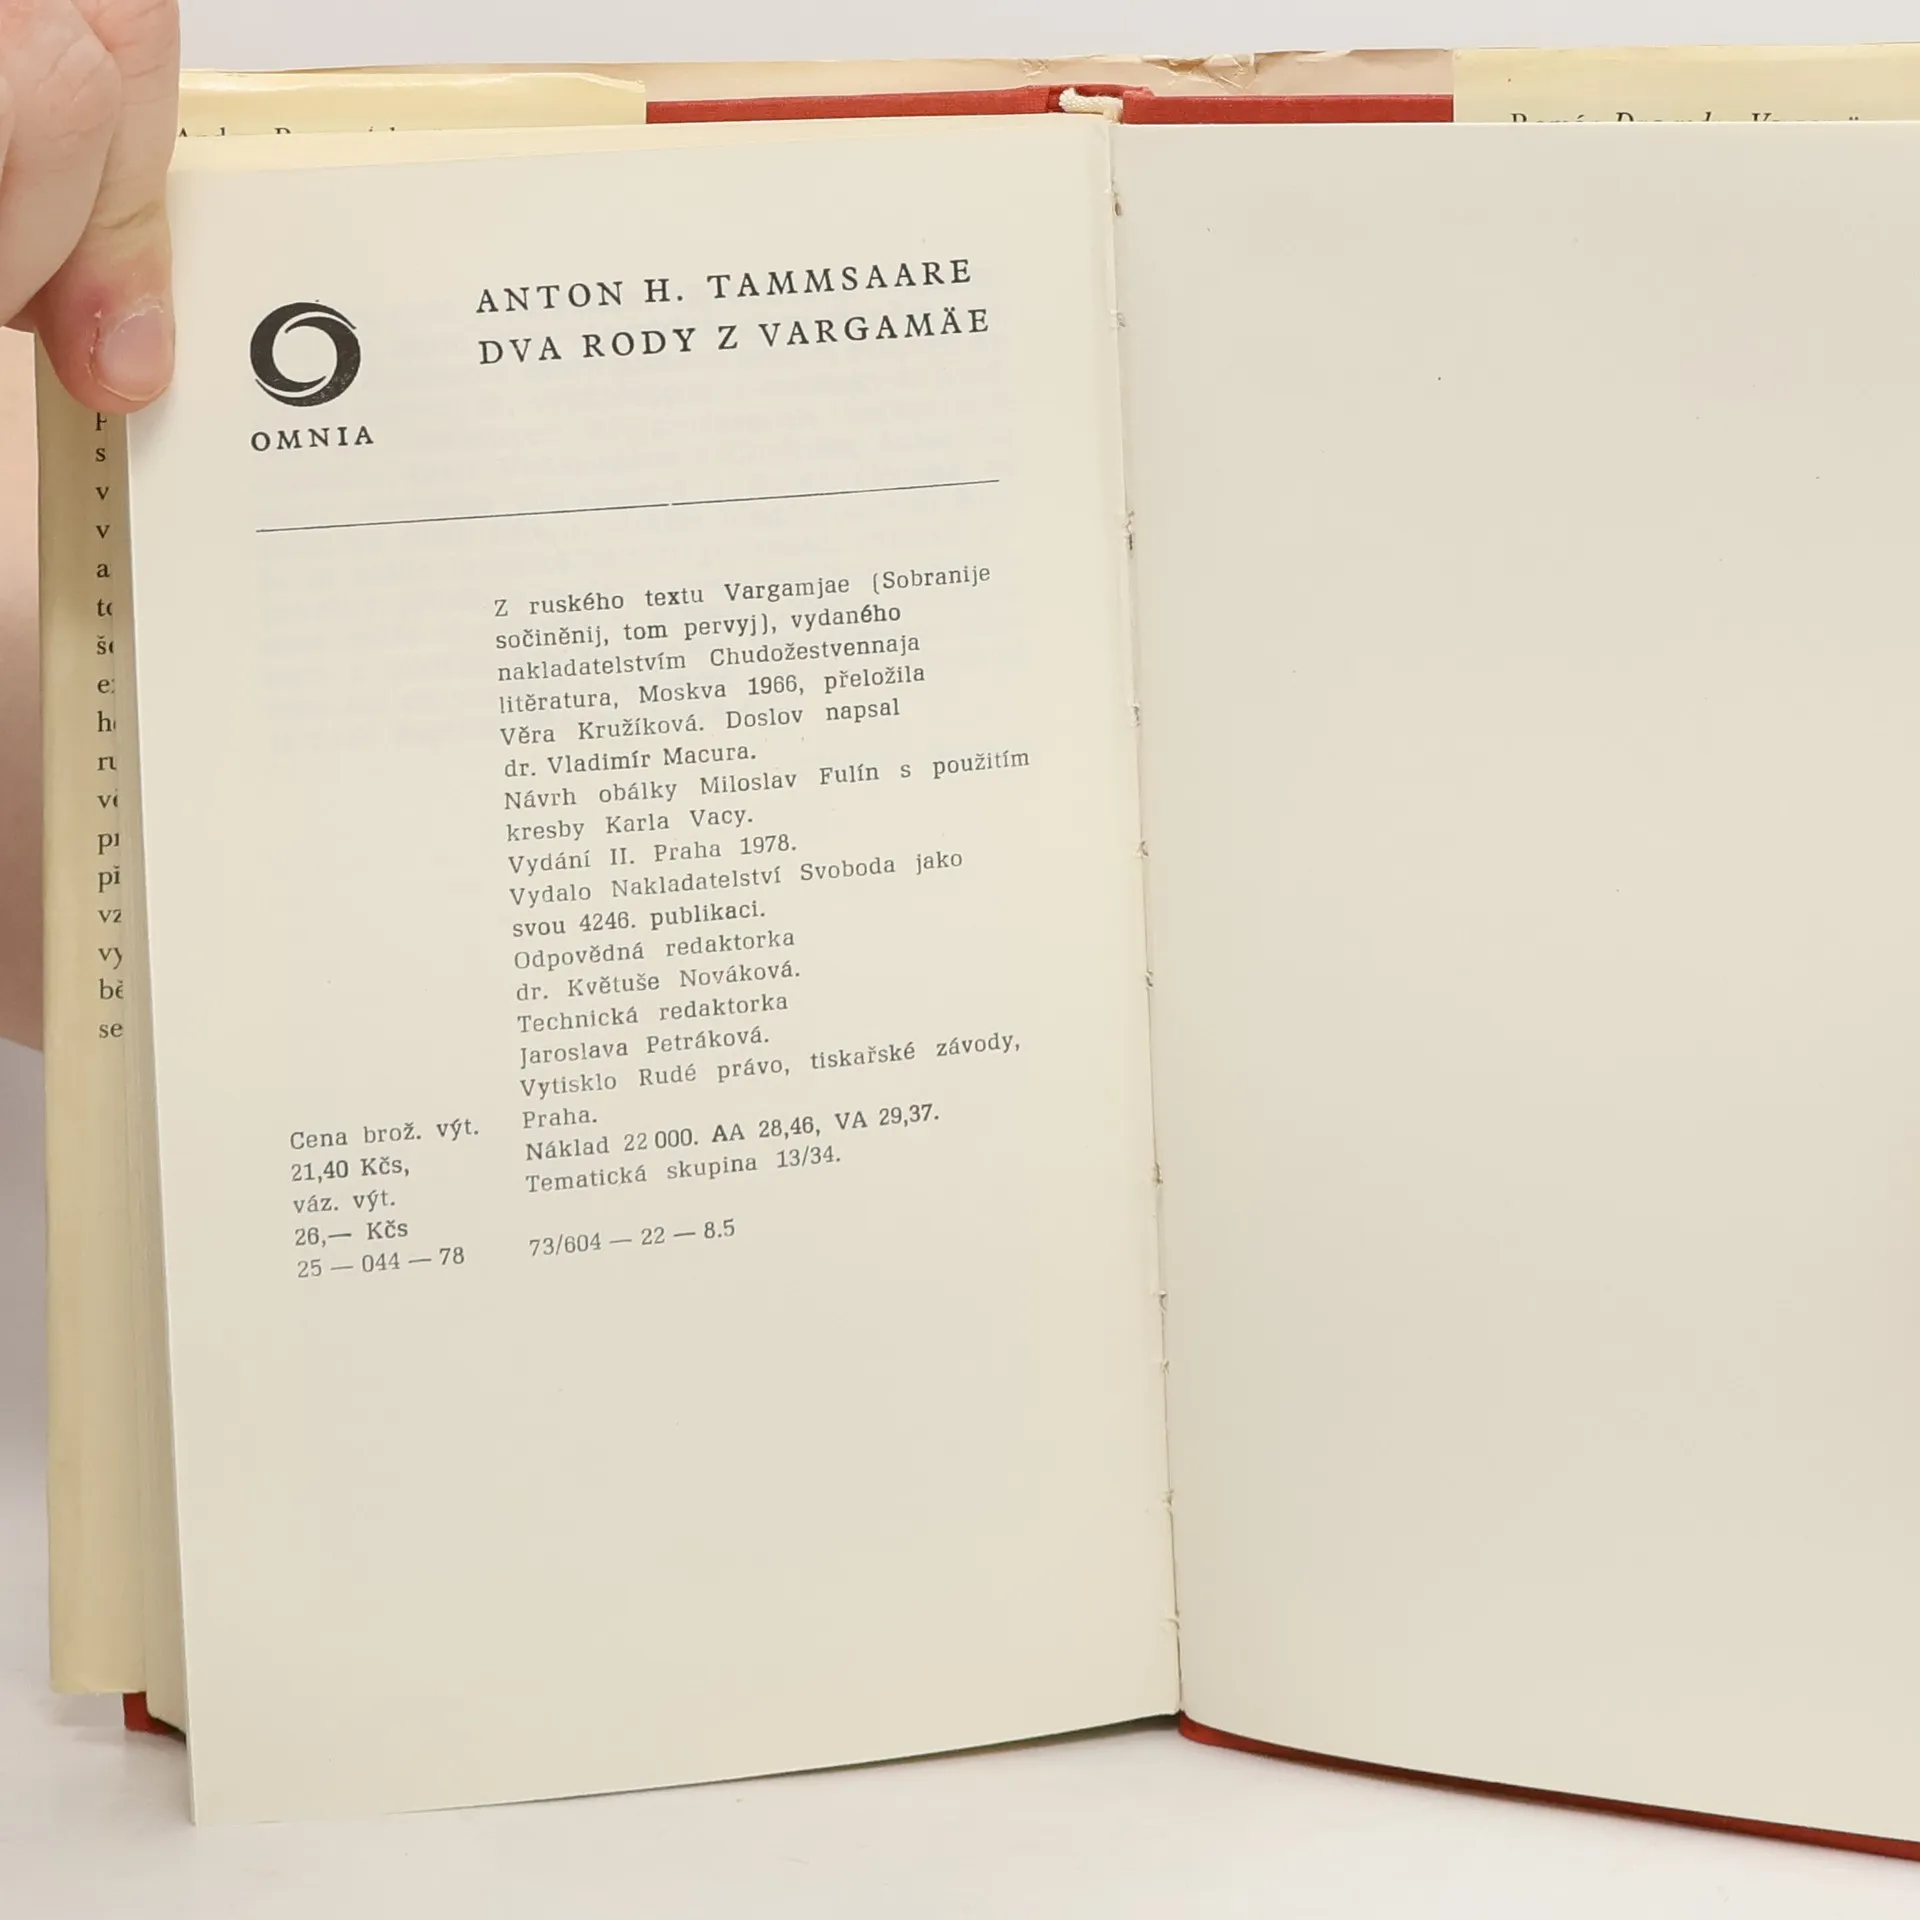 ANTON H. TAMMSAARE
DVA RODY Z VARGAMÄE
OMNIA
Z ruského textu Vargamjae (Sobranije
sočiněnij, tom pervyj), vydaného
nakladatelstvím Chudožestvennaja
litěratura, Moskva 1966, přeložila
Věra Kružíková. Doslov napsal
dr. Vladimír Macura.
Návrh obálky Miloslav Fulín s použitím
kresby Karla Vacy.
Vydání II. Praha 1978.
Vydalo Nakladatelství Svoboda jako
svou 4246. publikaci.
Odpovědná redaktorka
dr. Květuše Nováková.
Technická redaktorka
Jaroslava Petráková.
Vytisklo Rudé právo, tiskařské závody,
Praha.
Náklad 22 000. AA 28,46, VA 29,37.
Tematická skupina 13/34.
73/604 — 22 — 8.5
Cena brož. výt.
21,40 Kčs,
váz. výt.
26,— Kčs
25 — 044 — 78